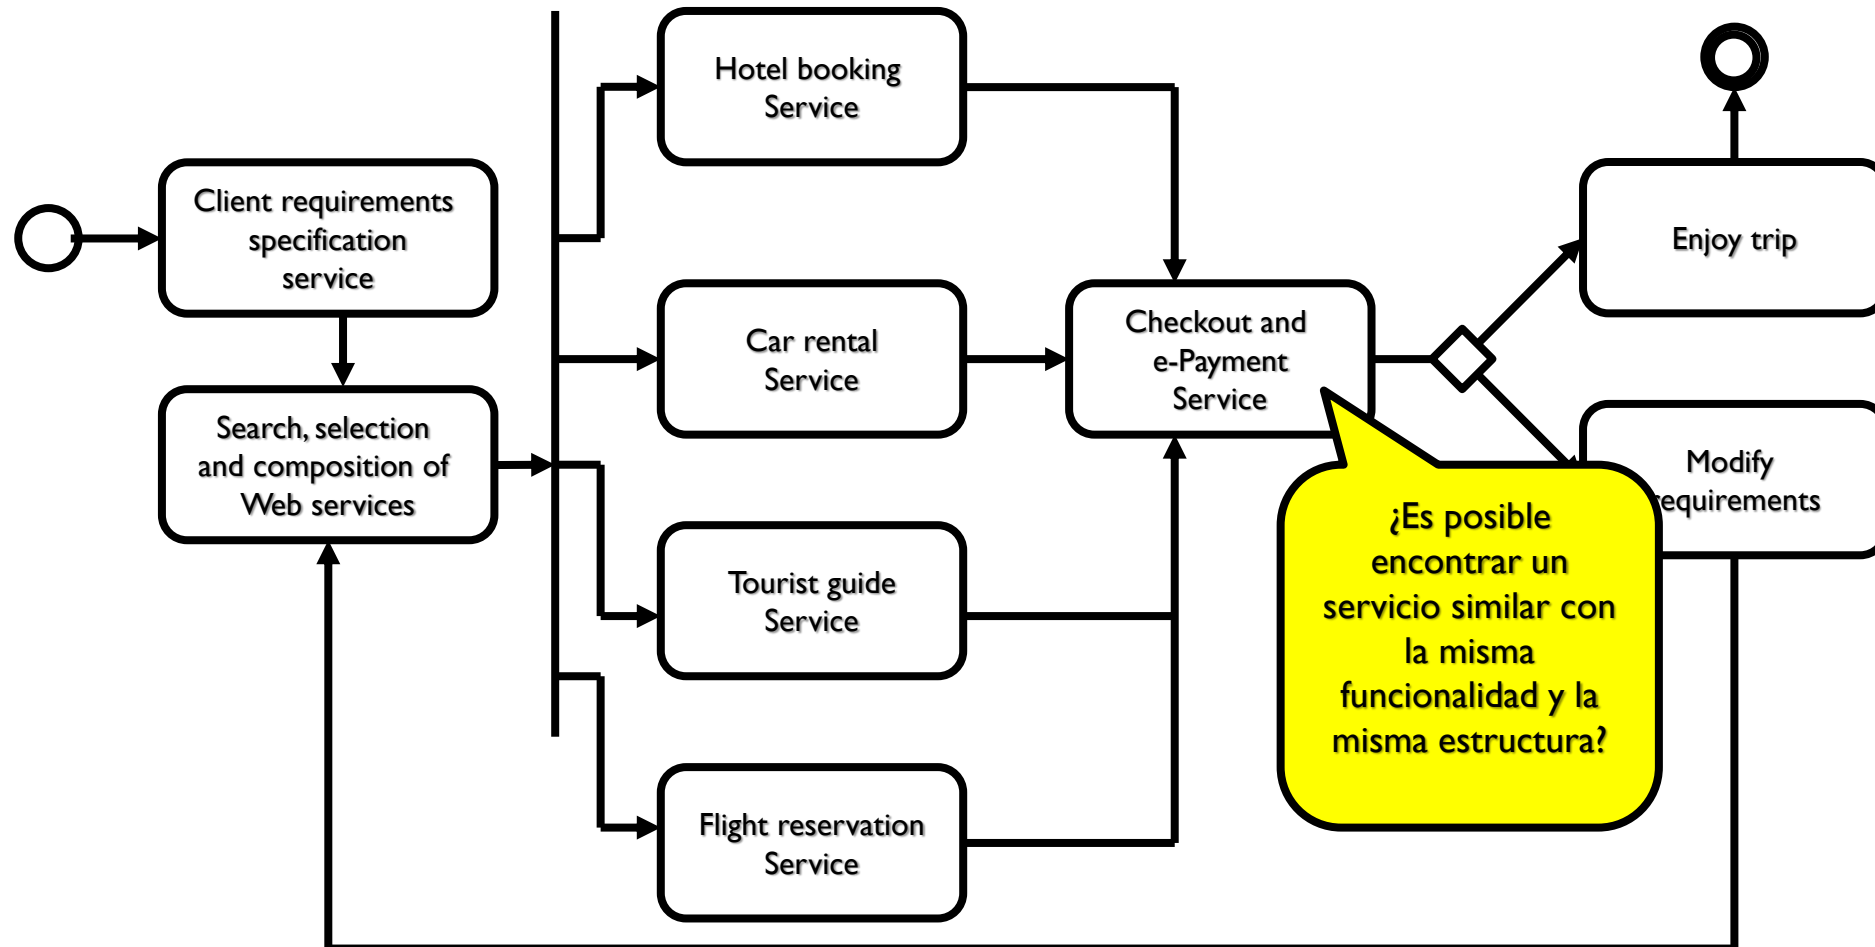 Client requirements
specification
service
Search, selection
and composition of
Web services
Hotel booking
Service
Car rental
Service
Tourist guide
Service
Flight reservation
Service
Checkout and
e-Payment
Service
Enjoy trip
Modify
equirements
¿Es posible
encontrar un
servicio similar con
la misma
funcionalidad y la
misma estructura?